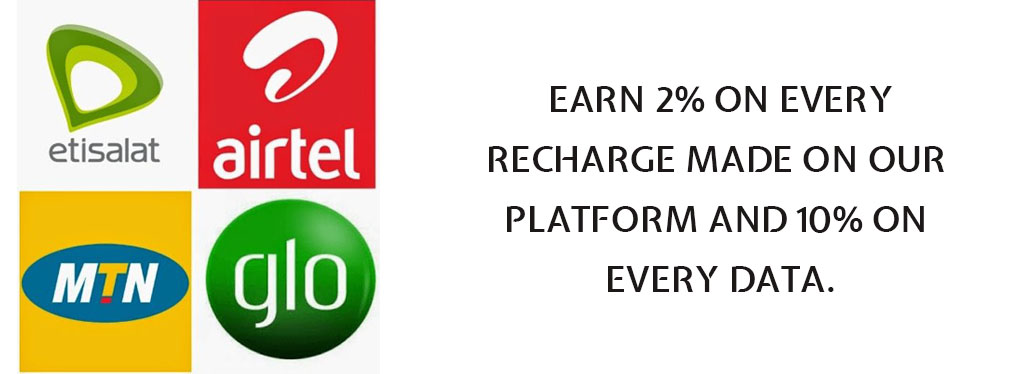 etisalat
airtel
MTN
glo
EARN 2% ON EVERY
RECHARGE MADE ON OUR
PLATFORM AND 10% ON
EVERY DATA.